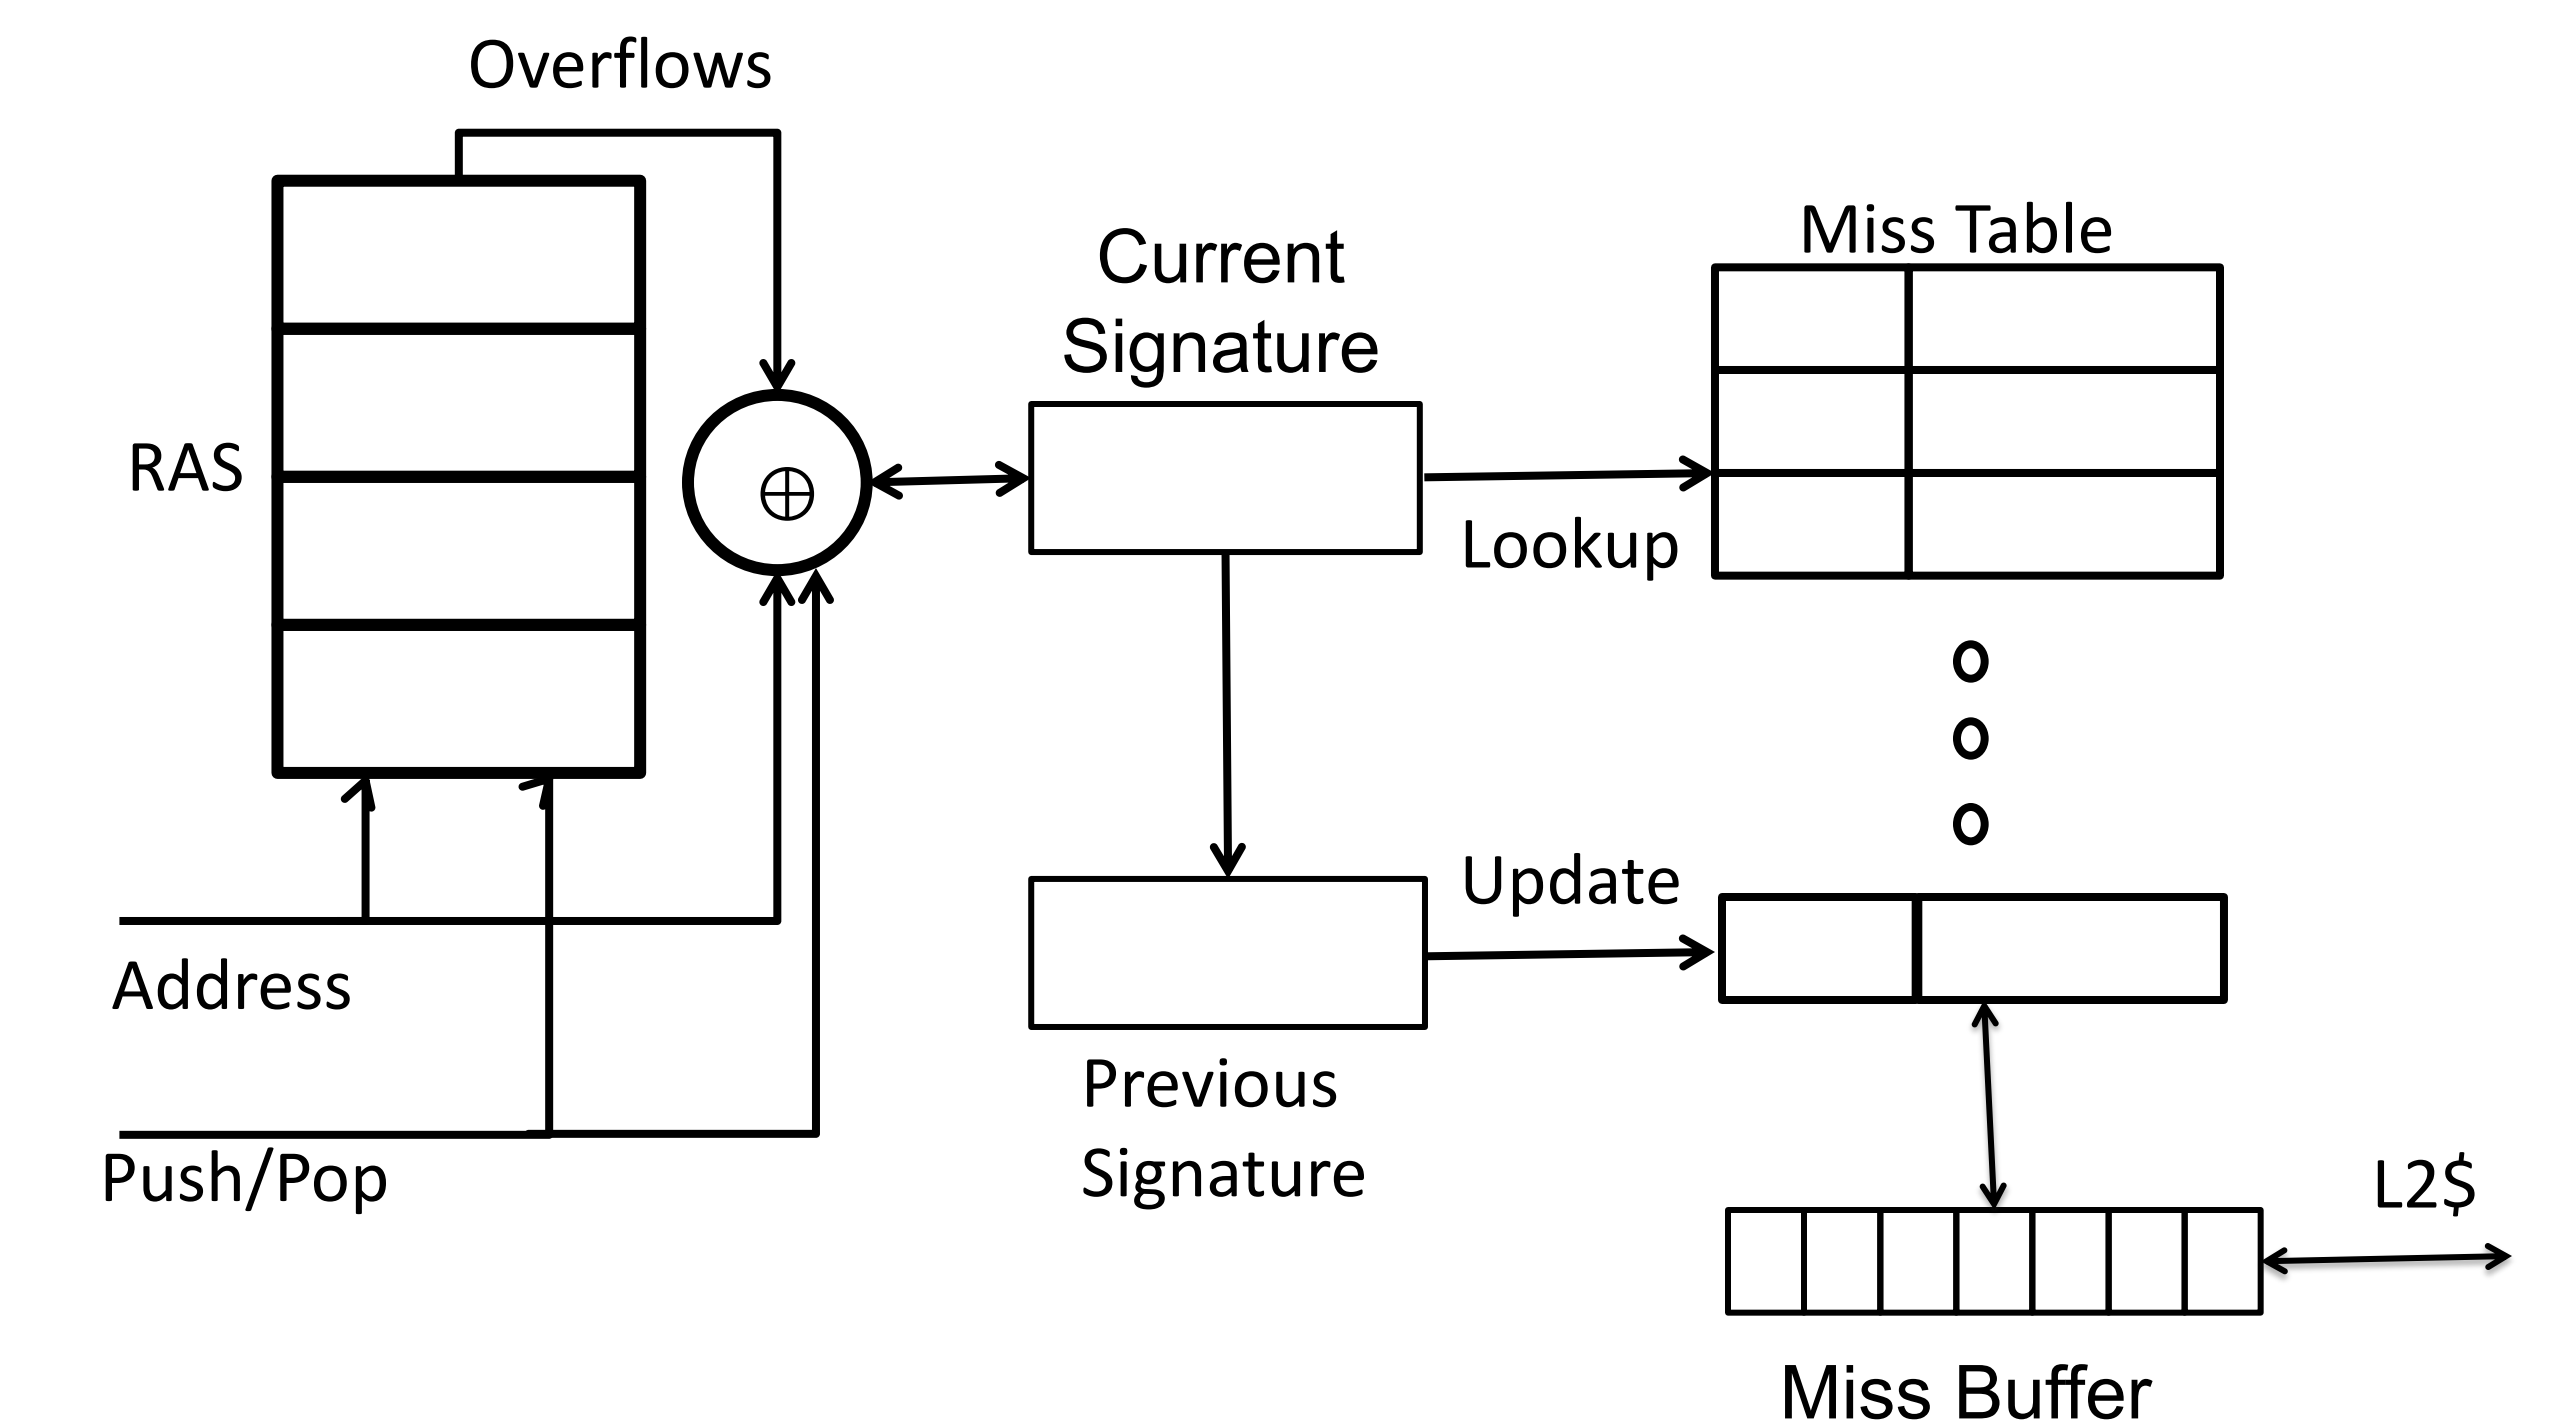 Overflows
RAS
Address
Push/Pop
⊕
Current
Signature
Lookup
Previous
Signature
Update
Miss Table
Miss Buffer
L2$